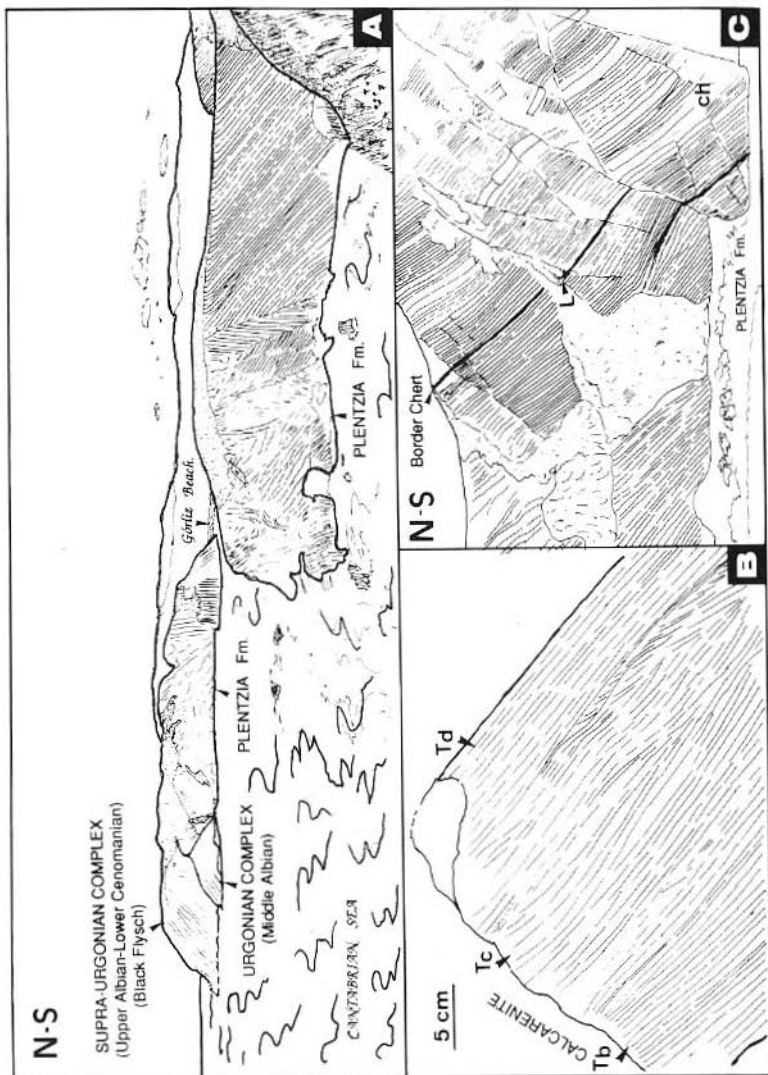 N-S
SUPRA-URGONIAN COMPLEX
(Upper Albian-Lower Cenomanian)
(Black Flysch)
URGONIAN COMPLEX
(Middle Albian)
PLENTZIA Fm.
Górliz Beach
PLENTZIA Fm.
CANTABRIAN SEA
A
5 cm
CALCARENITE
Tb
Tc
Td
B
N-S
Border Chert
L
PLENTZIA Fm.
ch
C